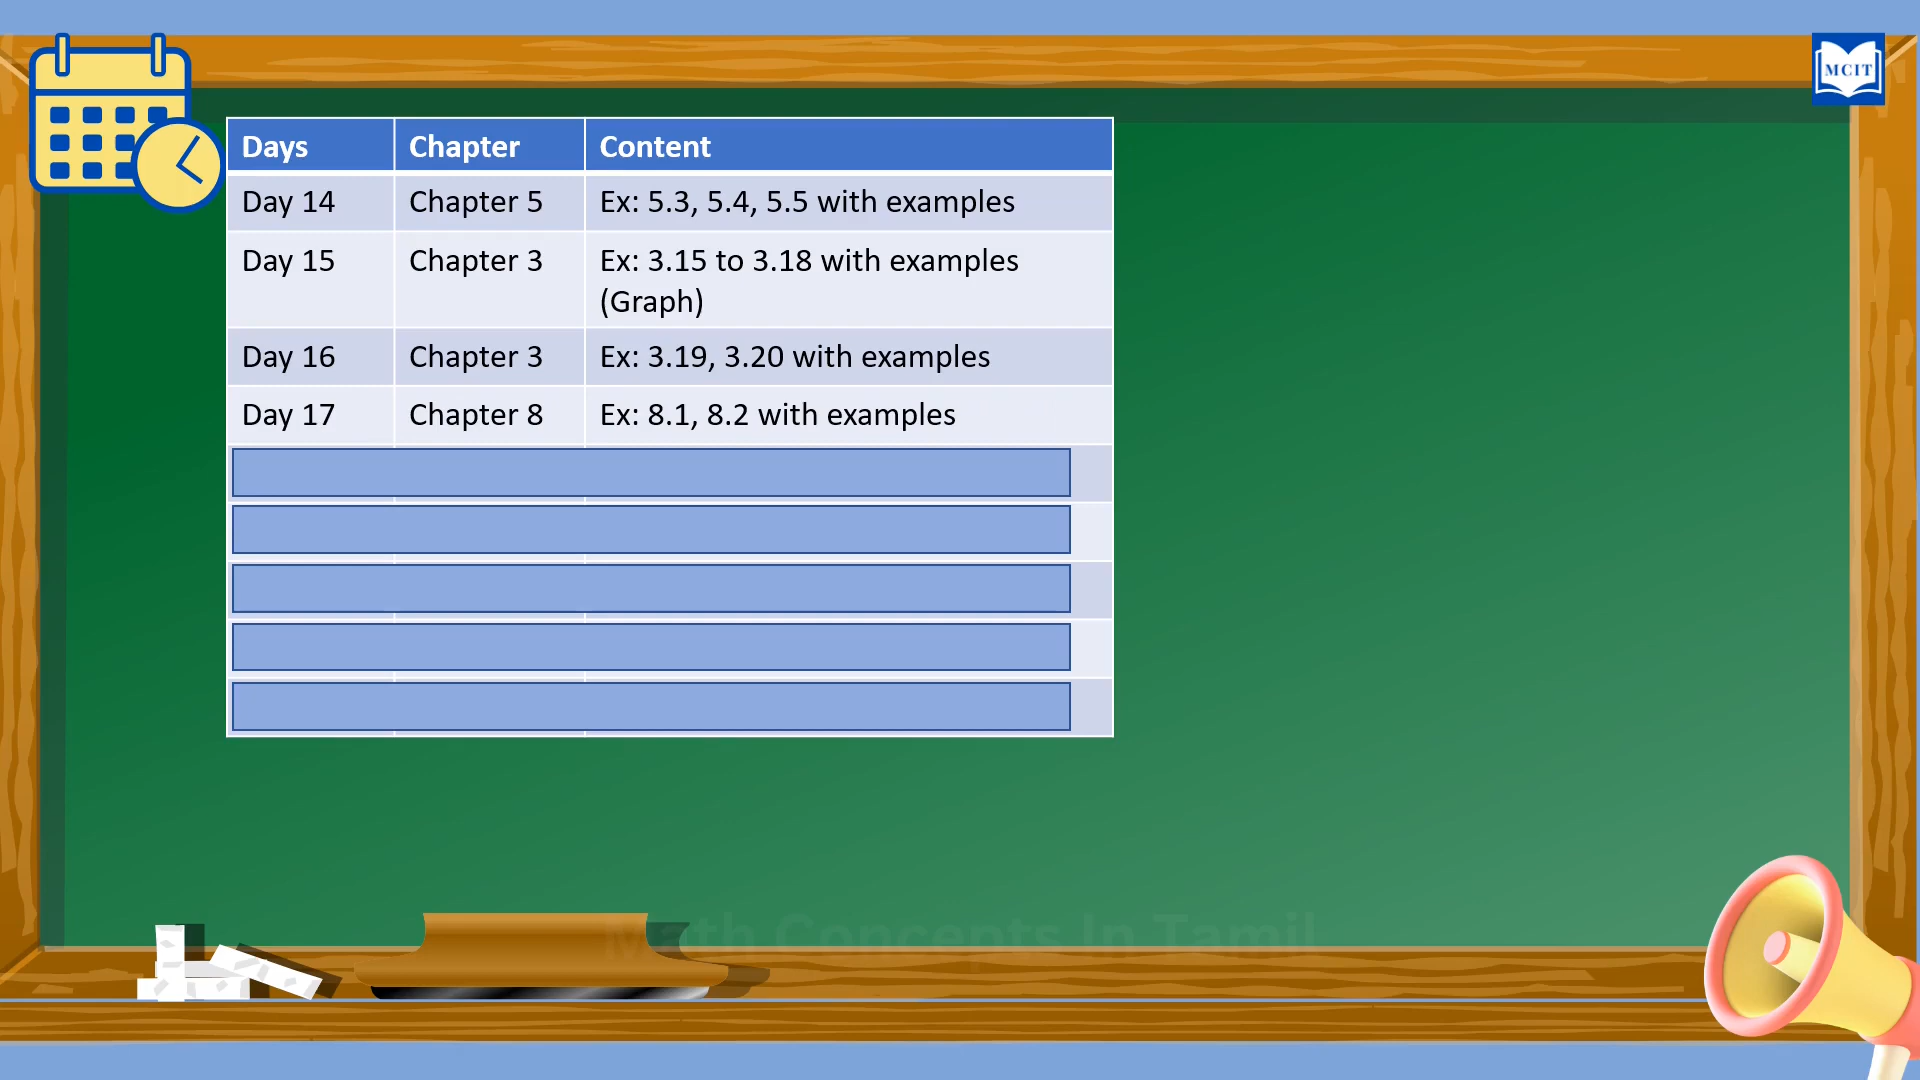 MCIT
Days Chapter Content
Day 14 Chapter 5 Ex: 5.3, 5.4, 5.5 with examples
Day 15 Chapter 3 Ex: 3.15 to 3.18 with examples
(Graph)
Day 16 Chapter 3 Ex: 3.19, 3.20 with examples
Day 17 Chapter 8 Ex: 8.1, 8.2 with examples
Math Concepts In Tamil